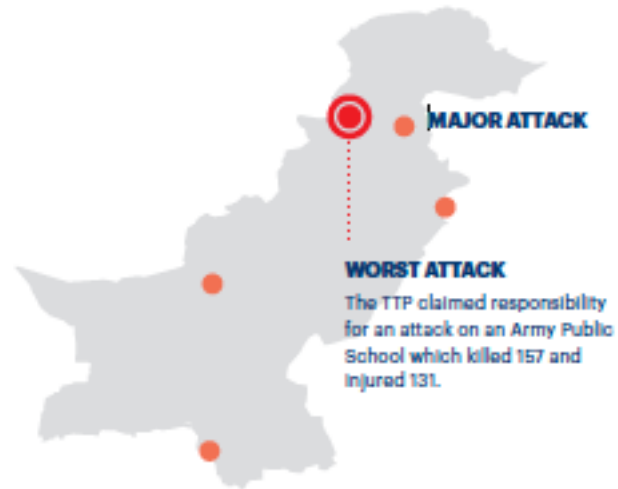 MAJOR ATTACK
WORST ATTACK
The TTP claimed responsibility
for an attack on an Army Public
School which killed 157 and
injured 131.